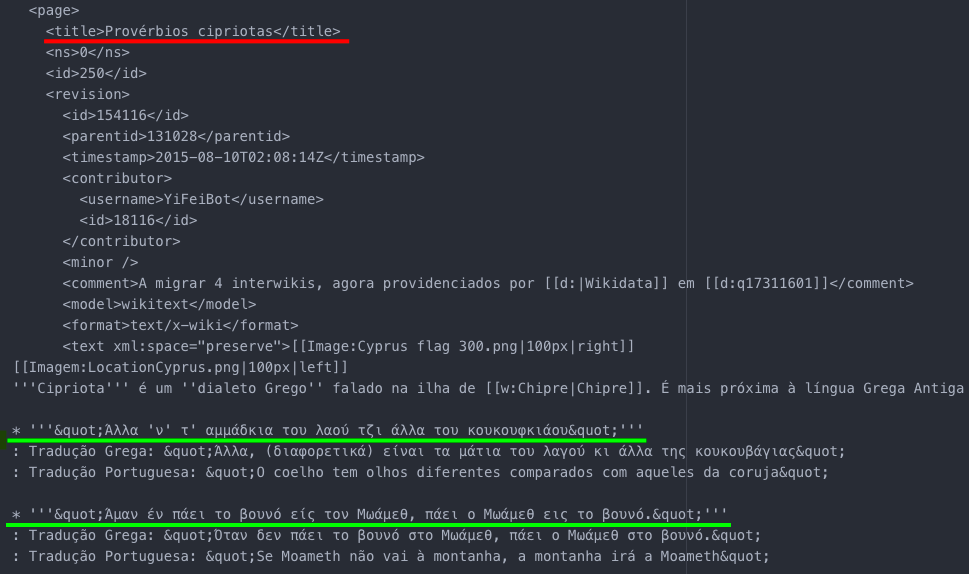 <page>
<title>Provérbios cipriotas</title>
<ns>0</ns>
<id>250</id>
<revision>
<id>154116</id>
<parentid>131028</parentid>
<timestamp>2015-08-10T02:08:14Z</timestamp>
<contributor>
<username>YiFeiBot</username>
<id>18116</id>
</contributor>
<minor />
<comment>A migrar 4 interwikis, agora providenciados por [[d:|Wikidata]] em [[d:q17311601]]</comment>
<model>wikitext</model>
<format>text/x-wiki</format>
<text xml:space="preserve">[[Image:Cyprus flag 300.png|100px|right]]
[[Imagem:LocationCyprus.png|100px|left]]
'''Cipriota''' é um ''dialeto Grego'' falado na ilha de [[w:Chipre|Chipre]]. É mais próxima à língua Grega Antiga
* '''&quot;Άλλα 'ν' τ' αμμάδκια του λαού τζι άλλα του κουκουφκιάου&quot;'''
: Tradução Grega: &quot;Άλλα, (διαφορετικά) είναι τα μάτια του λαγού κι άλλα της κουκουβάγιας&quot;
: Tradução Portuguesa: &quot;O coelho tem olhos diferentes comparados com aqueles da coruja&quot;
* '''&quot;Άμαν έν πάει το βουνό είς τον Μωάμεθ, πάει ο Μωάμεθ εις το βουνό.&quot;'''
: Tradução Grega: &quot;Όταν δεν πάει το βουνό στο Μωάμεθ, πάει ο Μωάμεθ στο βουνό.&quot;
: Tradução Portuguesa: &quot;Se Moameth não vai à montanha, a montanha irá a Moameth&quot;